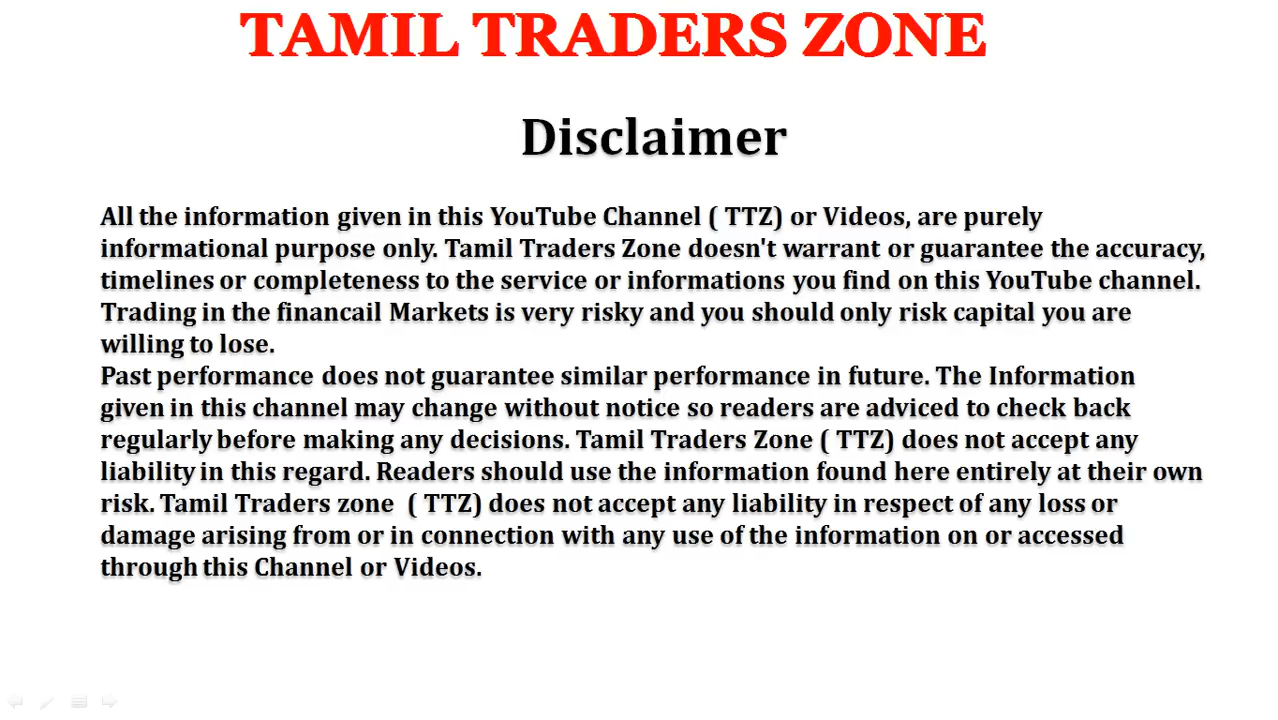 TAMIL TRADERS ZONE
Disclaimer
All the information given in this YouTube Channel ( TTZ) or Videos, are purely
informational purpose only. Tamil Traders Zone doesn't warrant or guarantee the accuracy,
timelines or completeness to the service or informations you find on this YouTube channel.
Trading in the financail Markets is very risky and you should only risk capital you are
willing to lose.
Past performance does not guarantee similar performance in future. The Information
given in this channel may change without notice so readers are adviced to check back
regularly before making any decisions. Tamil Traders Zone ( TTZ) does not accept any
liability in this regard. Readers should use the information found here entirely at their own
risk. Tamil Traders zone  ( TTZ) does not accept any liability in respect of any loss or
damage arising from or in connection with any use of the information on or accessed
through this Channel or Videos.